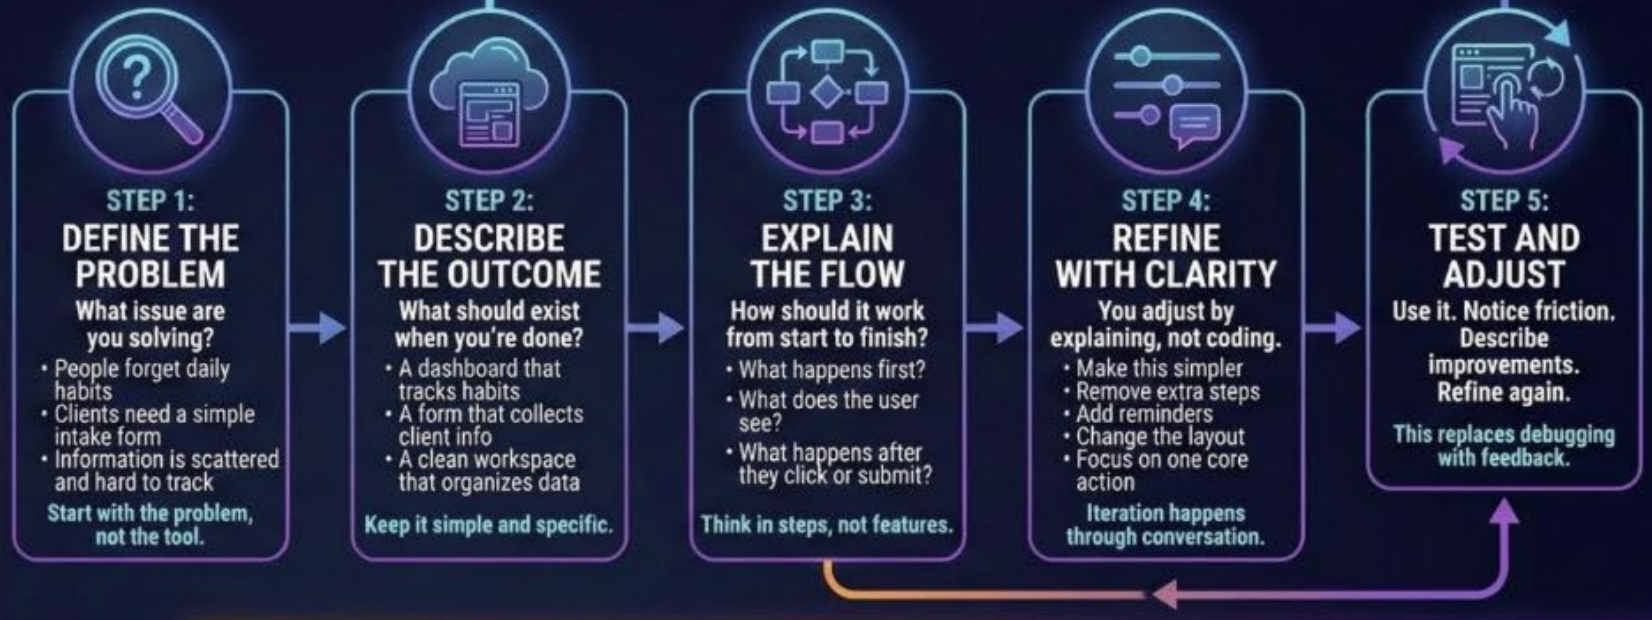 STEP 1:
DEFINE THE
PROBLEM
What issue are
you solving?
• People forget daily
habits
• Clients need a simple
intake form
• Information is scattered
and hard to track
Start with the problem,
not the tool.
STEP 2:
DESCRIBE
THE OUTCOME
What should exist
when you're done?
• A dashboard that
tracks habits
• A form that collects
client info
• A clean workspace
that organizes data
Keep it simple and specific.
STEP 3:
EXPLAIN
THE FLOW
How should it work
from start to finish?
• What happens first?
• What does the user
see?
• What happens after
they click or submit?
Think in steps, not features.
STEP 4:
REFINE
WITH CLARITY
You adjust by
explaining, not coding.
• Make this simpler
• Remove extra steps
• Add reminders
• Change the layout
• Focus on one core
action
Iteration happens
through conversation.
STEP 5:
TEST AND
ADJUST
Use it. Notice friction.
Describe
improvements.
Refine again.
This replaces debugging
with feedback.